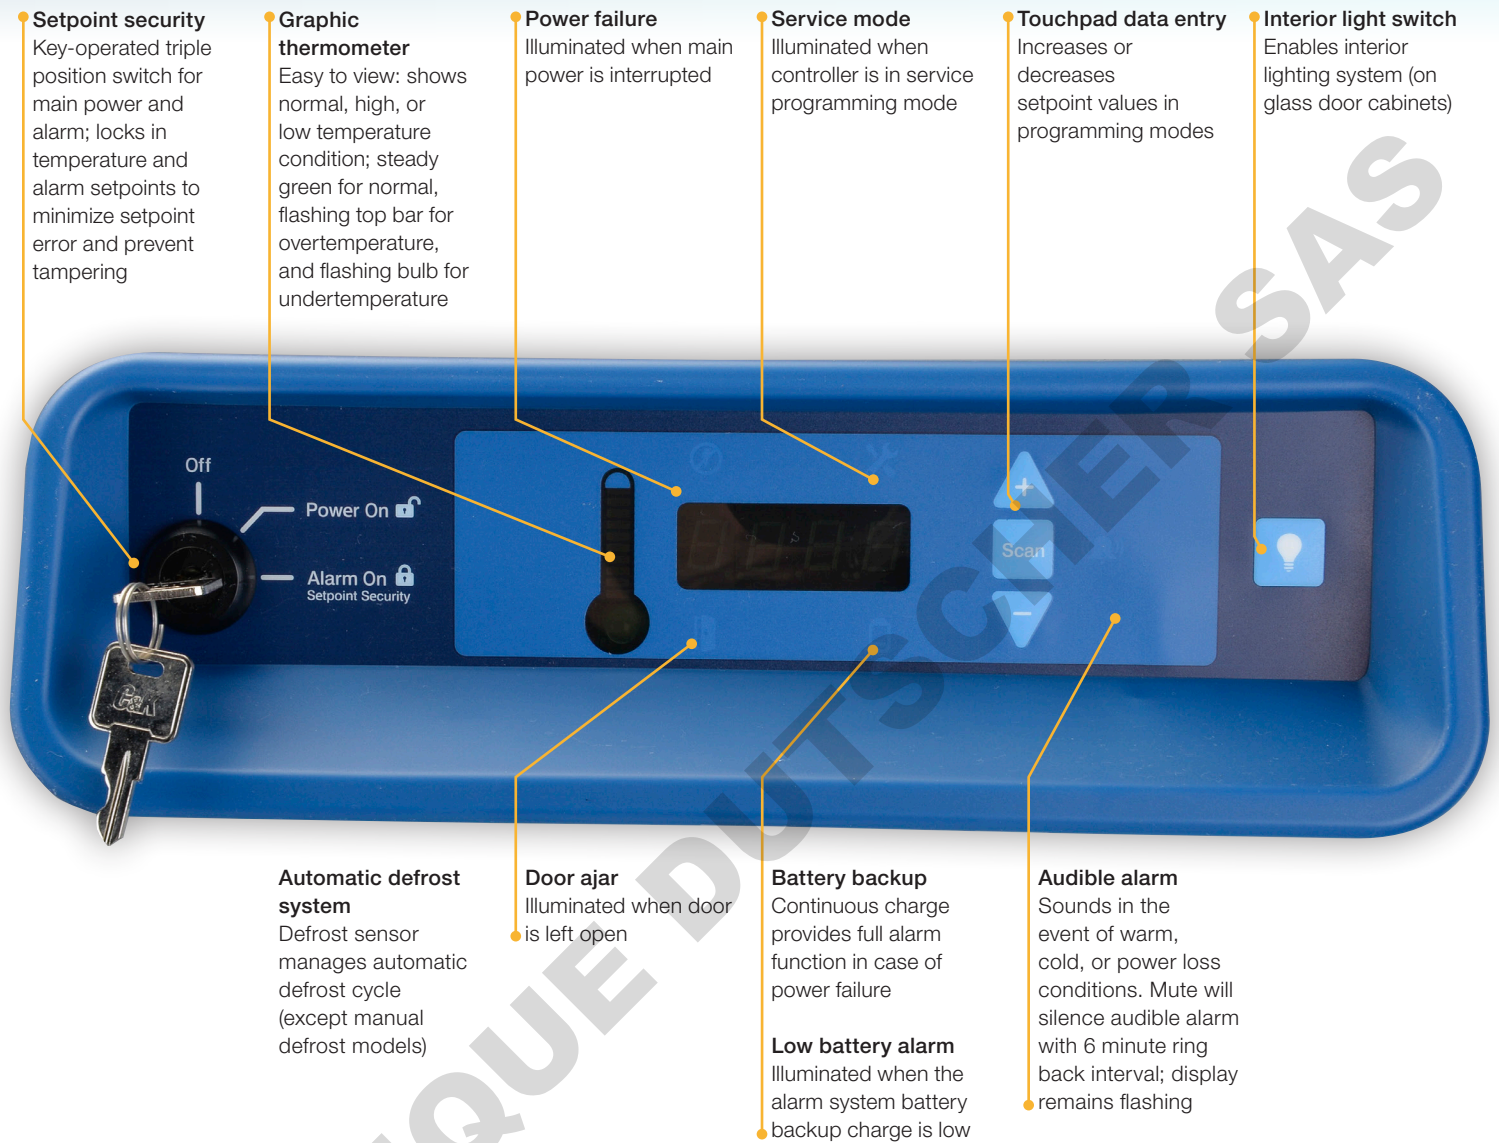 Setpoint security
Key-operated triple
position switch for
main power and
alarm; locks in
temperature and
alarm setpoints to
minimize setpoint
error and prevent
tampering
Graphic
thermometer
Easy to view: shows
normal, high, or
low temperature
condition; steady
green for normal,
flashing top bar for
overtemperature,
and flashing bulb for
undertemperature
Power failure
Illuminated when main
power is interrupted
Service mode
Illuminated when
controller is in service
programming mode
Touchpad data entry
Increases or
decreases
setpoint values in
programming modes
Interior light switch
Enables interior
lighting system (on
glass door cabinets)
Off
Power On
Alarm On
Setpoint Security
+
Scan
−
C&K
Automatic defrost
system
Defrost sensor
manages automatic
defrost cycle
(except manual
defrost models)
Door ajar
Illuminated when door
is left open
Battery backup
Continuous charge
provides full alarm
function in case of
power failure
Low battery alarm
Illuminated when the
alarm system battery
backup charge is low
Audible alarm
Sounds in the
event of warm,
cold, or power loss
conditions. Mute will
silence audible alarm
with 6 minute ring
back interval; display
remains flashing
IQUE DUTSCHER SAS